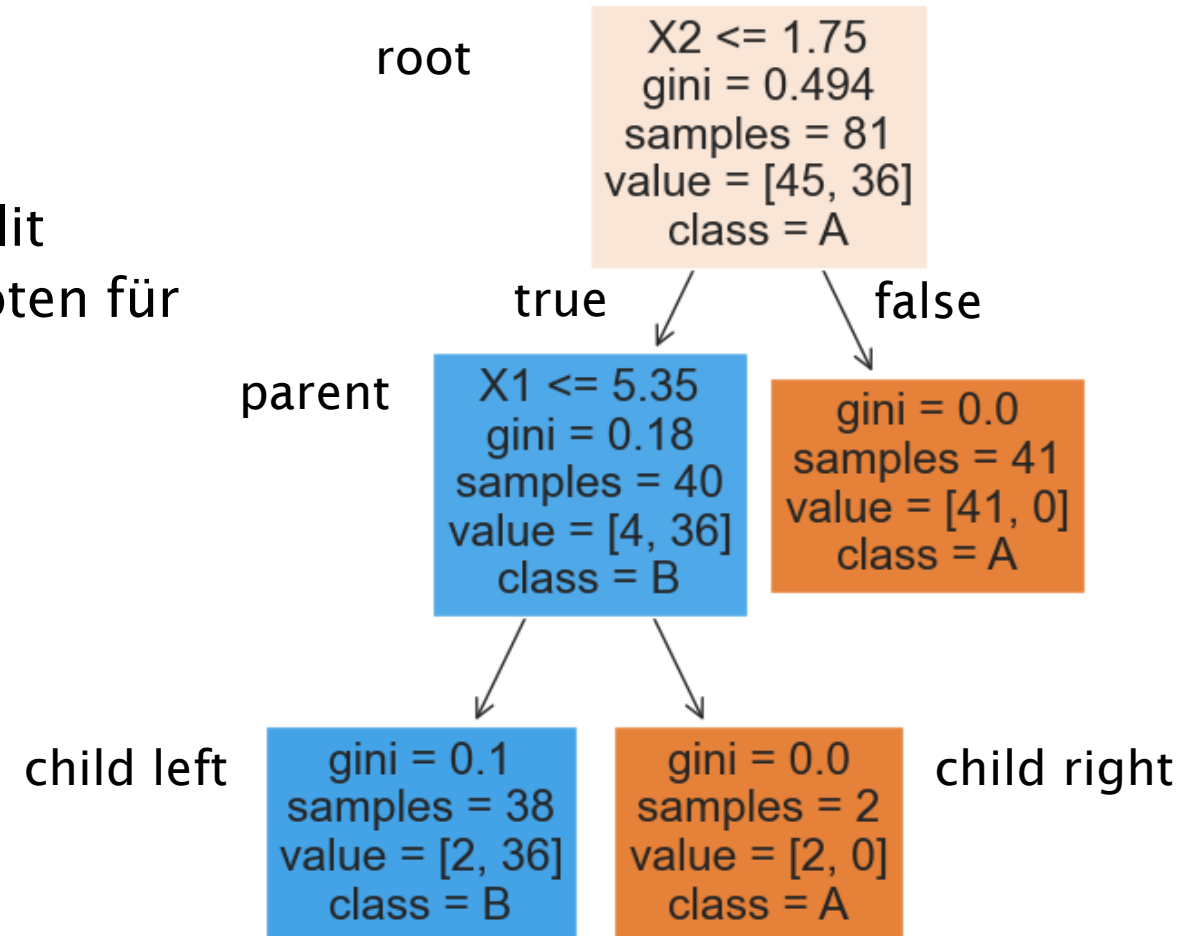 root
X2 <= 1.75
gini = 0.494
samples = 81
value = [45, 36]
class = A
für
true
false
parent
X1 <= 5.35
gini = 0.18
samples = 40
value = [4, 36]
class = B
gini = 0.0
samples = 41
value = [41, 0]
class = A
child left
gini = 0.1
samples = 38
value = [2, 36]
class = B
gini = 0.0
samples = 2
value = [2, 0]
class = A
child right